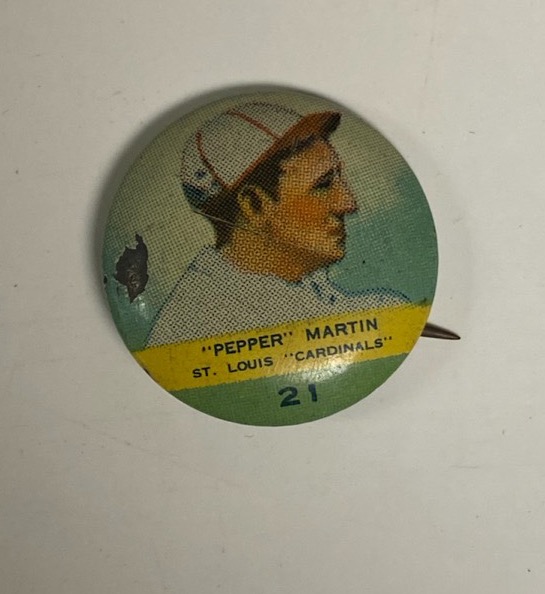 "PEPPER" MARTIN
ST. LOUIS "CARDINALS"
21